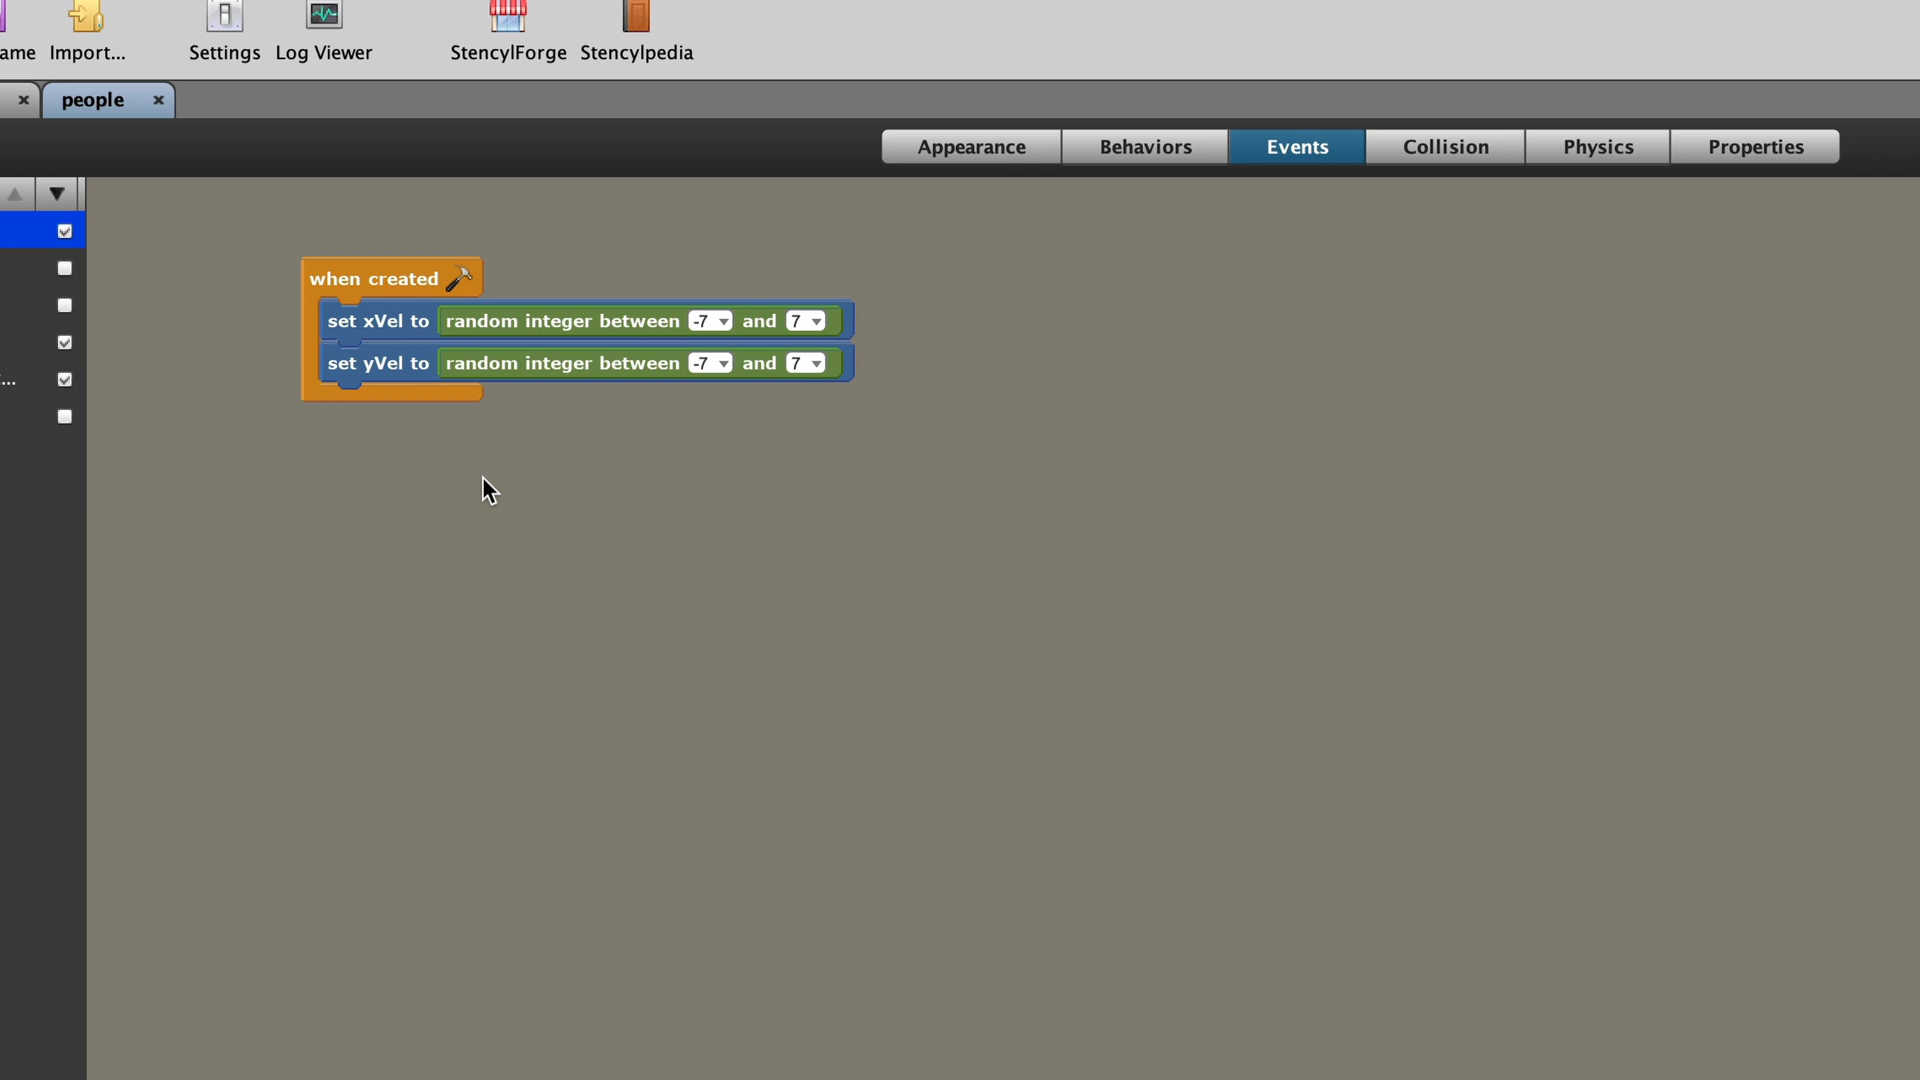 ame Import... Settings Log Viewer StencylForge Stencylpedia
people
Appearance Behaviors Events Collision Physics Properties
when created
set xVel to random integer between -7 and 7
set yVel to random integer between -7 and 7
...